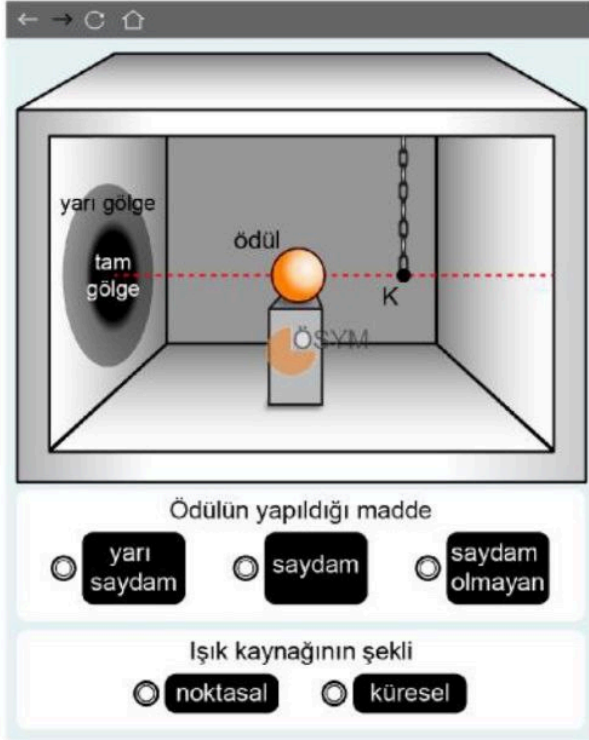 yarı gölge
tam
gölge
ödül
K
ÖSYM
Ödülün yapıldığı madde
yarı
saydam
saydam
saydam
olmayan
Işık kaynağının şekli
noktasal
küresel